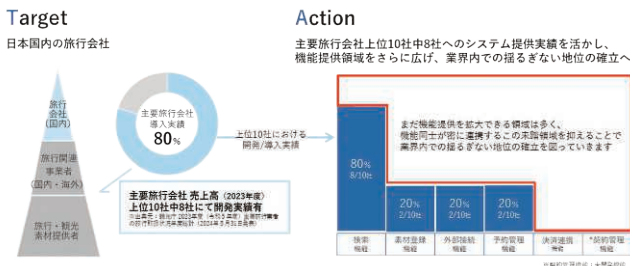 Target
日本国内の旅行会社
旅行
会社
(国内)
旅行関連
事業者
(国内・海外)
旅行・観光
素材提供者
主要旅行会社
導入実績
80%
上位10社における
開発/導入実績
主要旅行会社 売上高（2023年度）
上位10社中8社にて開発実績有
Action
主要旅行会社上位10社中8社へのシステム提供実績を活かし、
機能提供領域をさらに広げ、業界内での揺るぎない地位の確立へ
まだ機能提供を拡大できる領域は多く、
機能同士が密に連携するこの未踏領域を抑えることで
業界内での揺るぎない地位の確立を図っていきます
80%
8/10社
20%
2/10社
20%
2/10社
20%
2/10社
検索
機能
素材登録
機能
外部接続
機能
予約管理
機能
決済連携
機能
*契約管理
機能